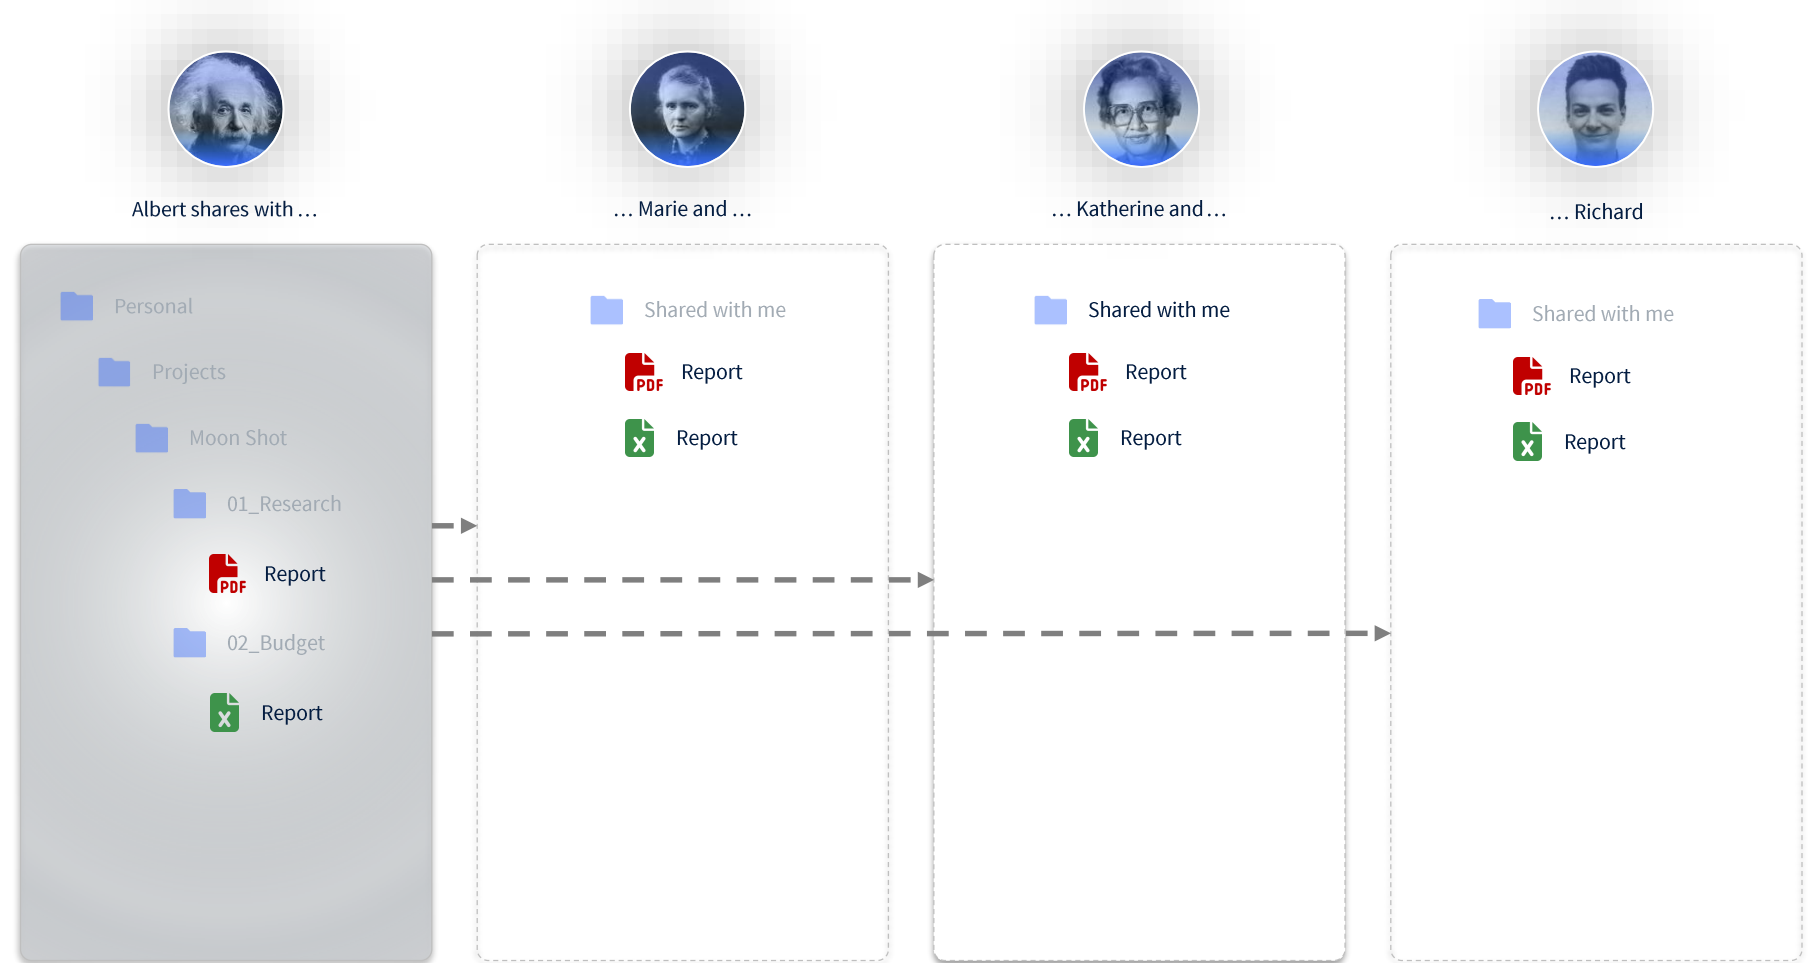 Albert shares with …
… Marie and …
… Katherine and …
… Richard
Personal
Projects
Moon Shot
01_Research
PDF
Report
02_Budget
X
Report
Shared with me
PDF
Report
X
Report
Shared with me
PDF
Report
X
Report
Shared with me
PDF
Report
X
Report